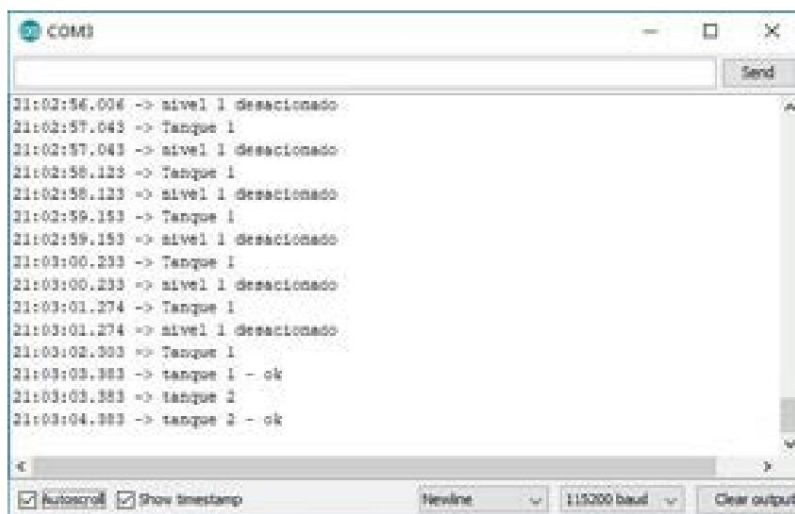 COM3
Send
21:02:56.006 -> nivel 1 desacionado
21:02:57.043 -> Tanque 1
21:02:57.043 -> nivel 1 desacionado
21:02:58.123 -> Tanque 1
21:02:58.123 -> nivel 1 desacionado
21:02:59.153 -> Tanque 1
21:02:59.153 -> nivel 1 desacionado
21:03:00.233 -> Tanque 1
21:03:00.233 -> nivel 1 desacionado
21:03:01.274 -> Tanque 1
21:03:01.274 -> nivel 1 desacionado
21:03:02.303 -> Tanque 1
21:03:03.383 -> tanque 1 - ok
21:03:03.383 -> tanque 2
21:03:04.383 -> tanque 2 - ok
Autoscroll Show timestamp Newline 115200 baud Clear output